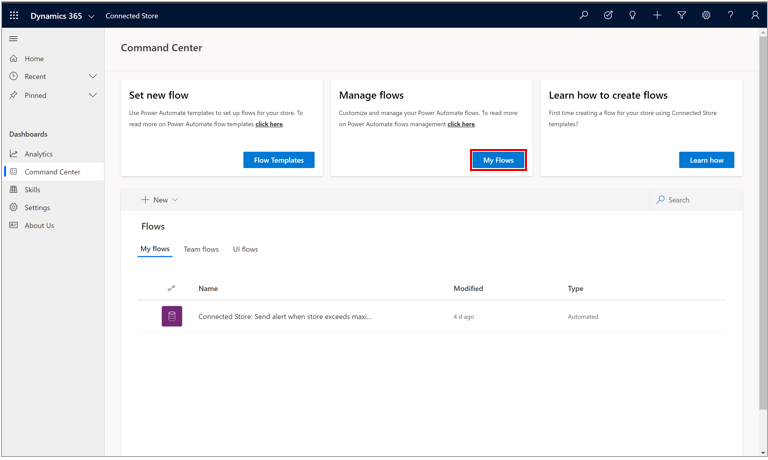 Dynamics 365
Connected Store
Home
Recent
Pinned
Dashboards
Analytics
Command Center
Skills
Settings
About Us
Command Center
Set new flow
Use Power Automate templates to set up flows for your store. To
read more on Power Automate flow templates click here.
Flow Templates
Manage flows
Customize and manage your Power Automate flows. To read more
on Power Automate flows management click here.
My Flows
Learn how to create flows
First time creating a flow for your store using Connected Store
templates?
Learn how
New
Search
Flows
My flows Team flows UI flows
Name Modified Type
Connected Store: Send alert when store exceeds maxi... 4 d ago Automated